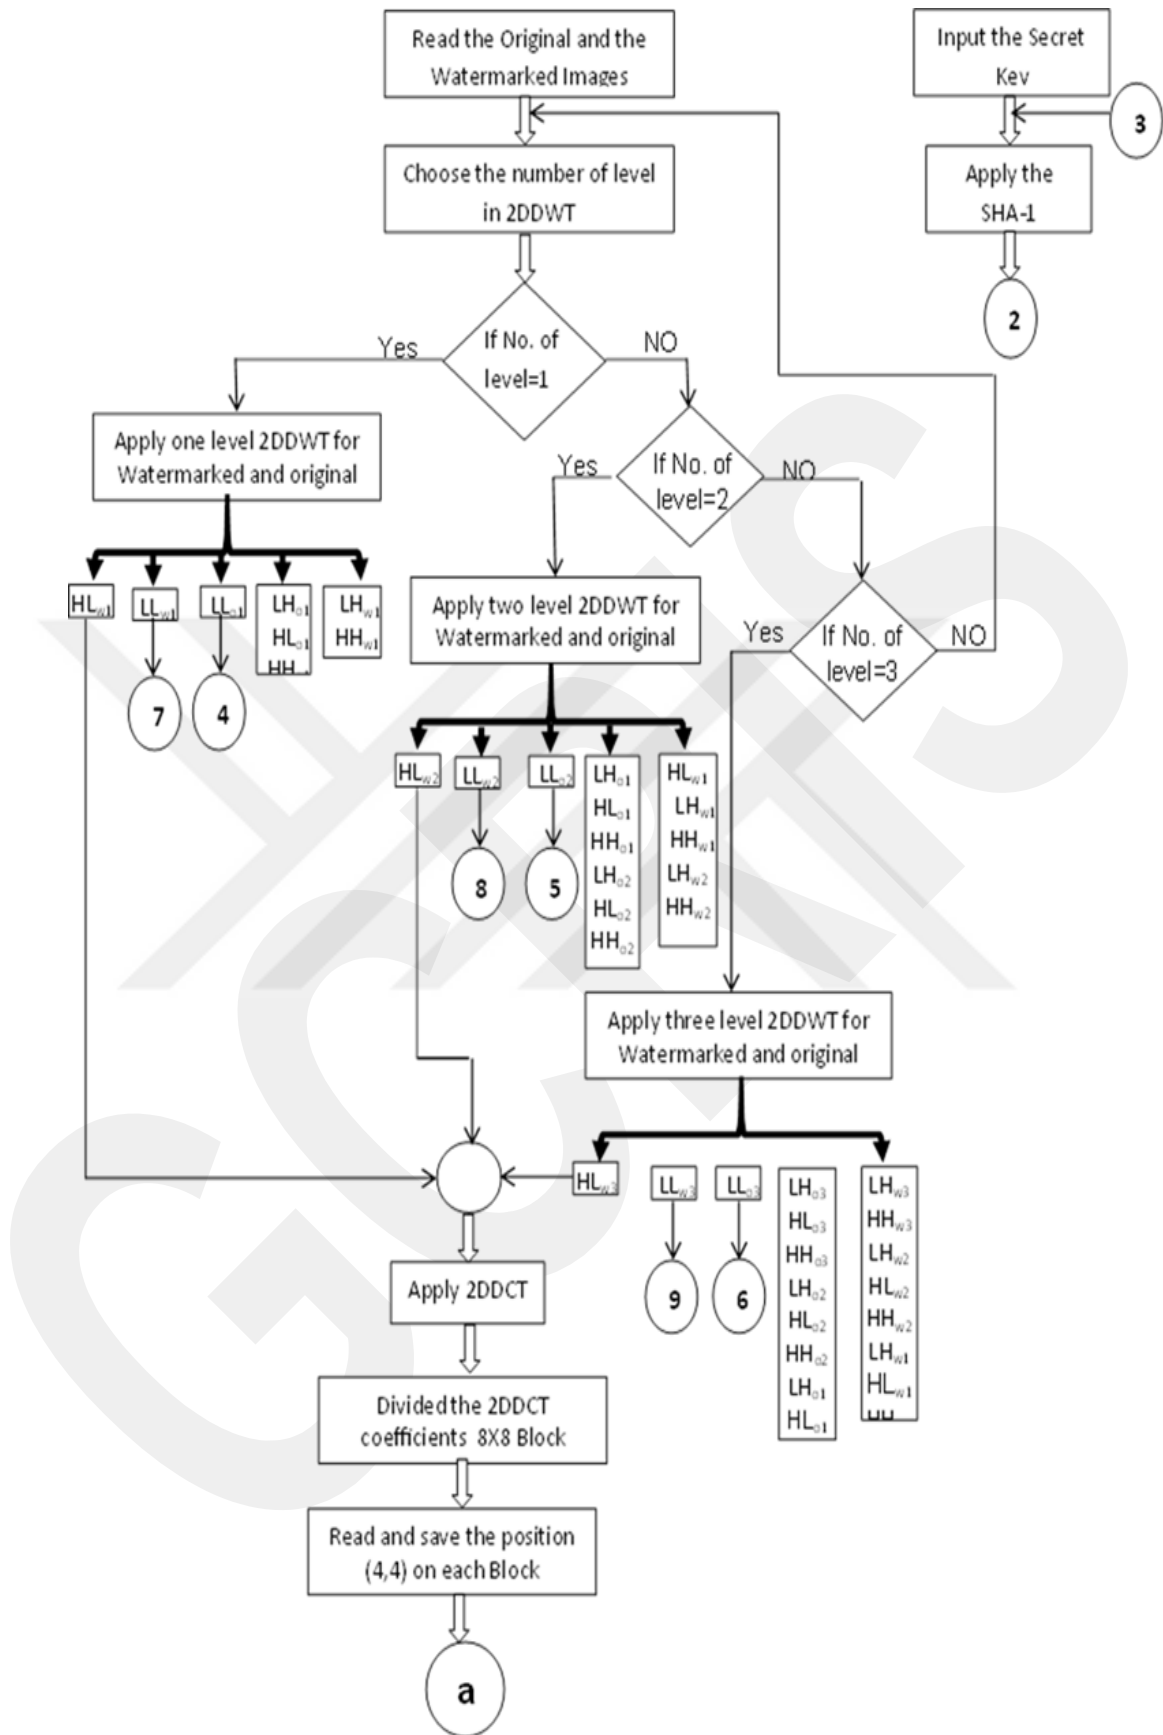 Read the Original and the
Watermarked Images
Input the Secret
Key
3
Choose the number of level
in 2DDWT
Apply the
SHA-1
2
If No. of
level=1
Yes
NO
Apply one level 2DDWT for
Watermarked and original
If No. of
level=2
Yes
NO
HLw1
LLw1
LLo1
LHo1
HLo1
LHw1
HHw1
7
4
Apply two level 2DDWT for
Watermarked and original
If No. of
level=3
Yes
NO
HLw2
LLw2
LLo2
LHo1
HLo1
HHo1
LHo2
HLo2
HHo2
HLw1
LHw1
HHw1
LHw2
HHw2
8
5
Apply three level 2DDWT for
Watermarked and original
HLw3
LLw3
LLo3
LHo3
HLo3
HHo3
LHo2
HLo2
HHo2
LHo1
HLo1
LHw3
HHw3
LHw2
HLw2
HHw2
LHw1
HLw1
9
6
Apply 2DDCT
Divided the 2DDCT
coefficients 8X8 Block
Read and save the position
(4,4) on each Block
a
GCRIS